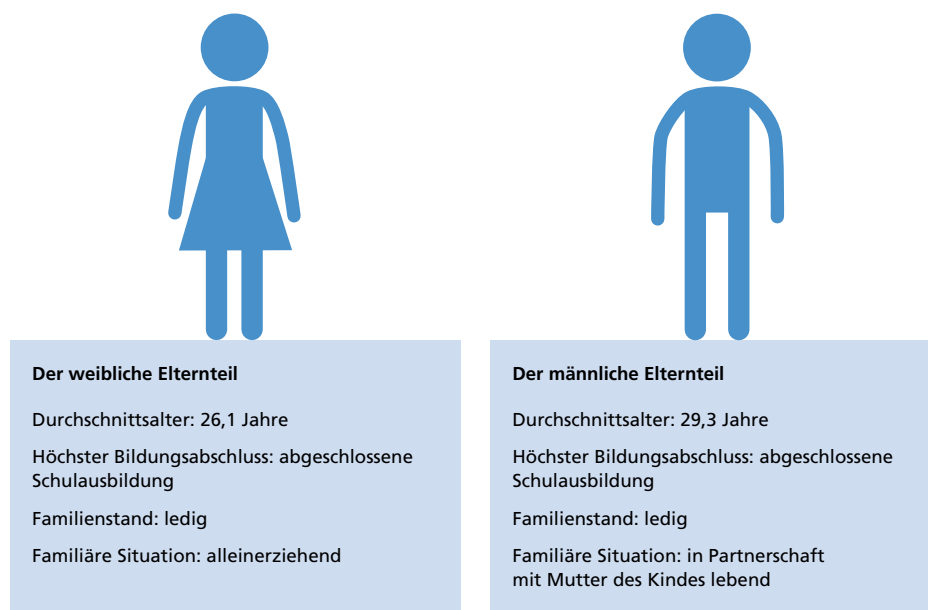 Der weibliche Elternteil
Durchschnittsalter: 26,1 Jahre
Höchster Bildungsabschluss: abgeschlossene
Schulausbildung
Familienstand: ledig
Familiäre Situation: alleinerziehend
Der männliche Elternteil
Durchschnittsalter: 29,3 Jahre
Höchster Bildungsabschluss: abgeschlossene
Schulausbildung
Familienstand: ledig
Familiäre Situation: in Partnerschaft
mit Mutter des Kindes lebend